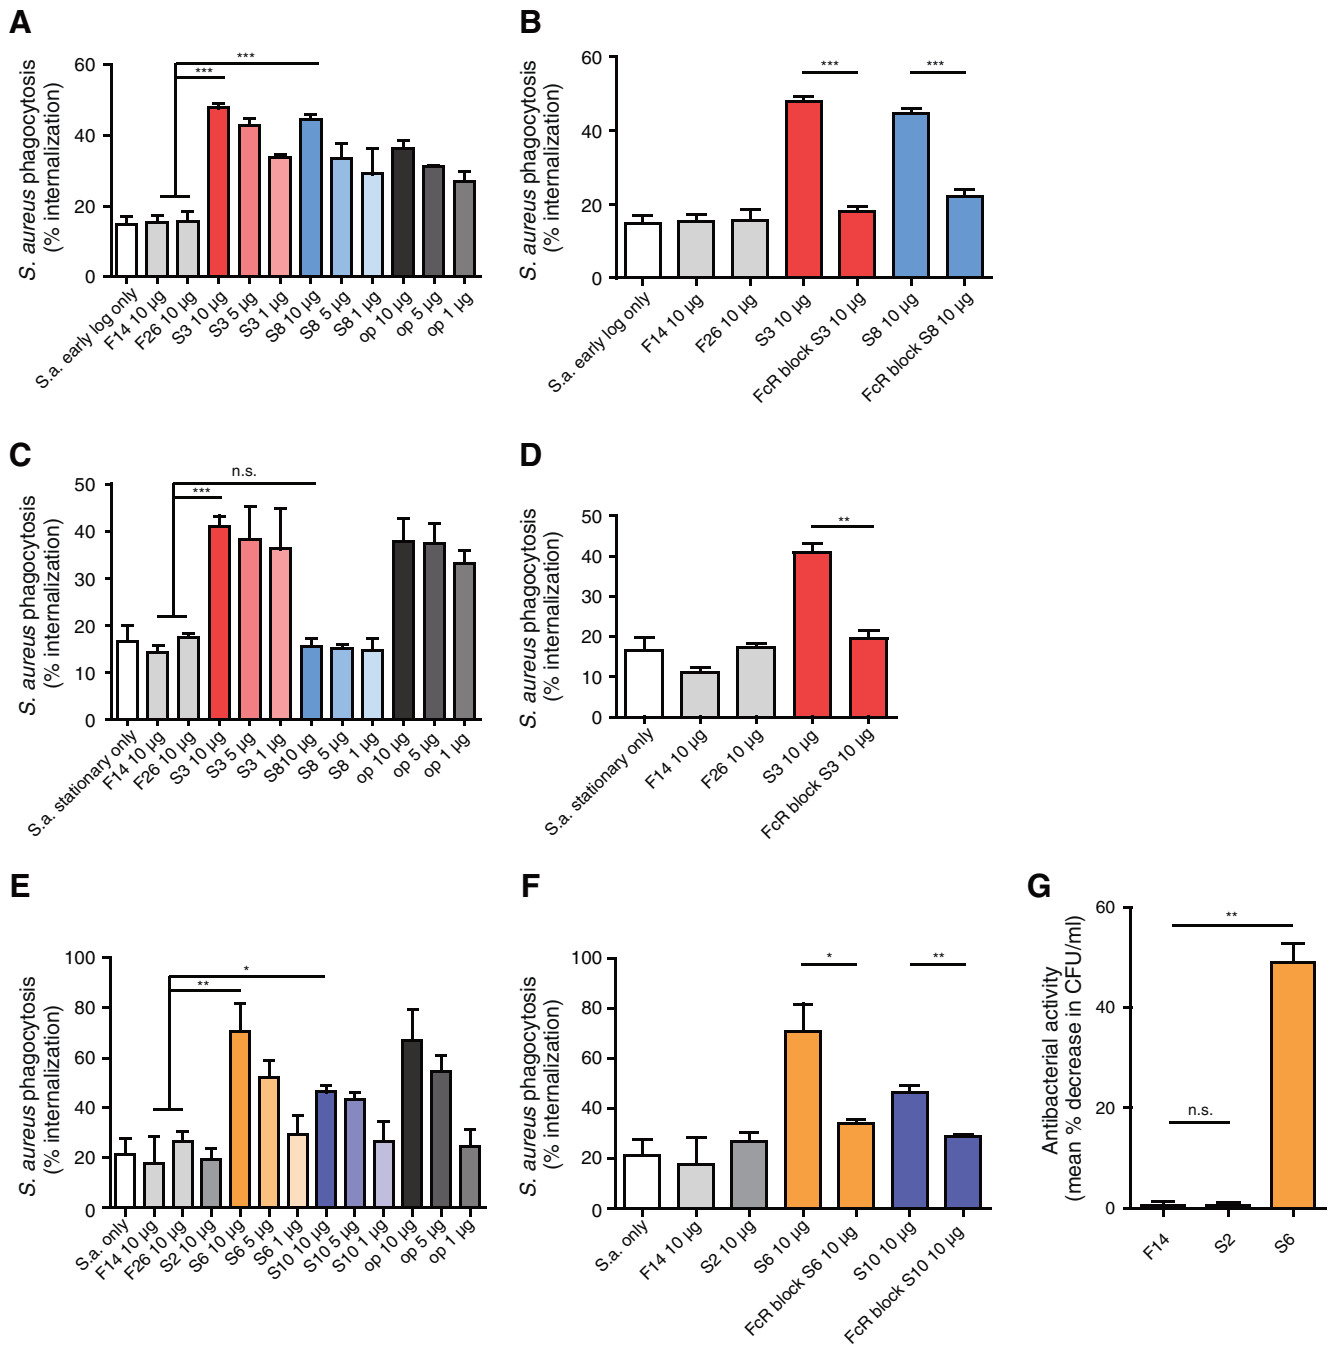 A
S. aureus phagocytosis
(% internalization)
60
40
20
0
***
***
S.a. early log only
F14 10 µg
F26 10 µg
S3 10 µg
S3 5 µg
S3 1 µg
S8 10 µg
S8 5 µg
S8 1 µg
op 10 µg
op 5 µg
op 1 µg
B
S. aureus phagocytosis
(% internalization)
60
40
20
0
***
***
S.a. early log only
F14 10 µg
F26 10 µg
S3 10 µg
FcR block S3 10 µg
S8 10 µg
FcR block S8 10 µg
C
S. aureus phagocytosis
(% internalization)
50
40
30
20
10
0
n.s.
***
S.a. stationary only
F14 10 µg
F26 10 µg
S3 10 µg
S3 5 µg
S3 1 µg
S810 µg
S8 5 µg
S8 1 µg
op 10 µg
op 5 µg
op 1 µg
D
S. aureus phagocytosis
(% internalization)
50
40
30
20
10
0
**
S.a. stationary only
F14 10 µg
F26 10 µg
S3 10 µg
FcR block S3 10 µg
E
S. aureus phagocytosis
(% internalization)
100
80
60
40
20
0
*
**
S.a. only
F14 10 µg
F26 10 µg
S2 10 µg
S6 10 µg
S6 5 µg
S6 1 µg
S10 10 µg
S10 5 µg
S10 1 µg
op 10 µg
op 5 µg
op 1 µg
F
S. aureus phagocytosis
(% internalization)
100
80
60
40
20
0
*
**
S.a. only
F14 10 µg
S2 10 µg
S6 10 µg
FcR block S6 10 µg
S10 10 µg
FcR block S10 10 µg
G
Antibacterial activity
(mean % decrease in CFU/ml)
60
40
20
0
**
n.s.
F14
S2
S6